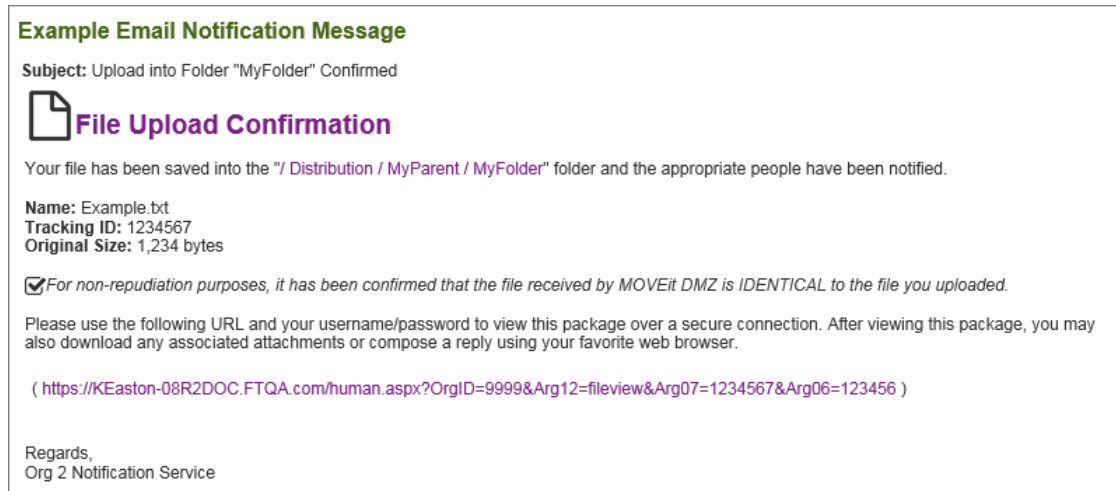 Example Email Notification Message
Subject: Upload into Folder "MyFolder" Confirmed
File Upload Confirmation
Your file has been saved into the "/ Distribution / MyParent / MyFolder" folder and the appropriate people have been notified.
Name: Example.txt
Tracking ID: 1234567
Original Size: 1,234 bytes
For non-repudiation purposes, it has been confirmed that the file received by MOVEit DMZ is IDENTICAL to the file you uploaded.
Please use the following URL and your username/password to view this package over a secure connection. After viewing this package, you may
also download any associated attachments or compose a reply using your favorite web browser.
( https://KEaston-08R2DOC.FTQA.com/human.aspx?OrgID=9999&Arg12=fileview&Arg07=1234567&Arg06=123456 )
Regards,
Org 2 Notification Service